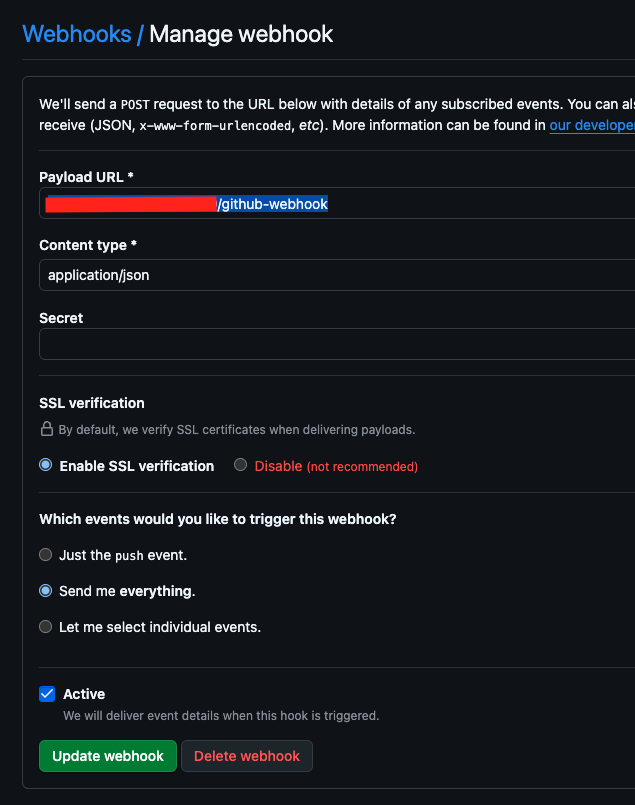 Webhooks / Manage webhook
We'll send a POST request to the URL below with details of any subscribed events. You can
receive (JSON, x-www-form-urlencoded, etc). More information can be found in our
Payload URL *
/github-webhook
Content type *
application/json
Secret
SSL verification
By default, we verify SSL certificates when delivering payloads.
Enable SSL verification Disable (not recommended)
Which events would you like to trigger this webhook?
Just the push event.
Send me everything.
Let me select individual events.
Active
We will deliver event details when this hook is triggered.
Update webhook Delete webhook